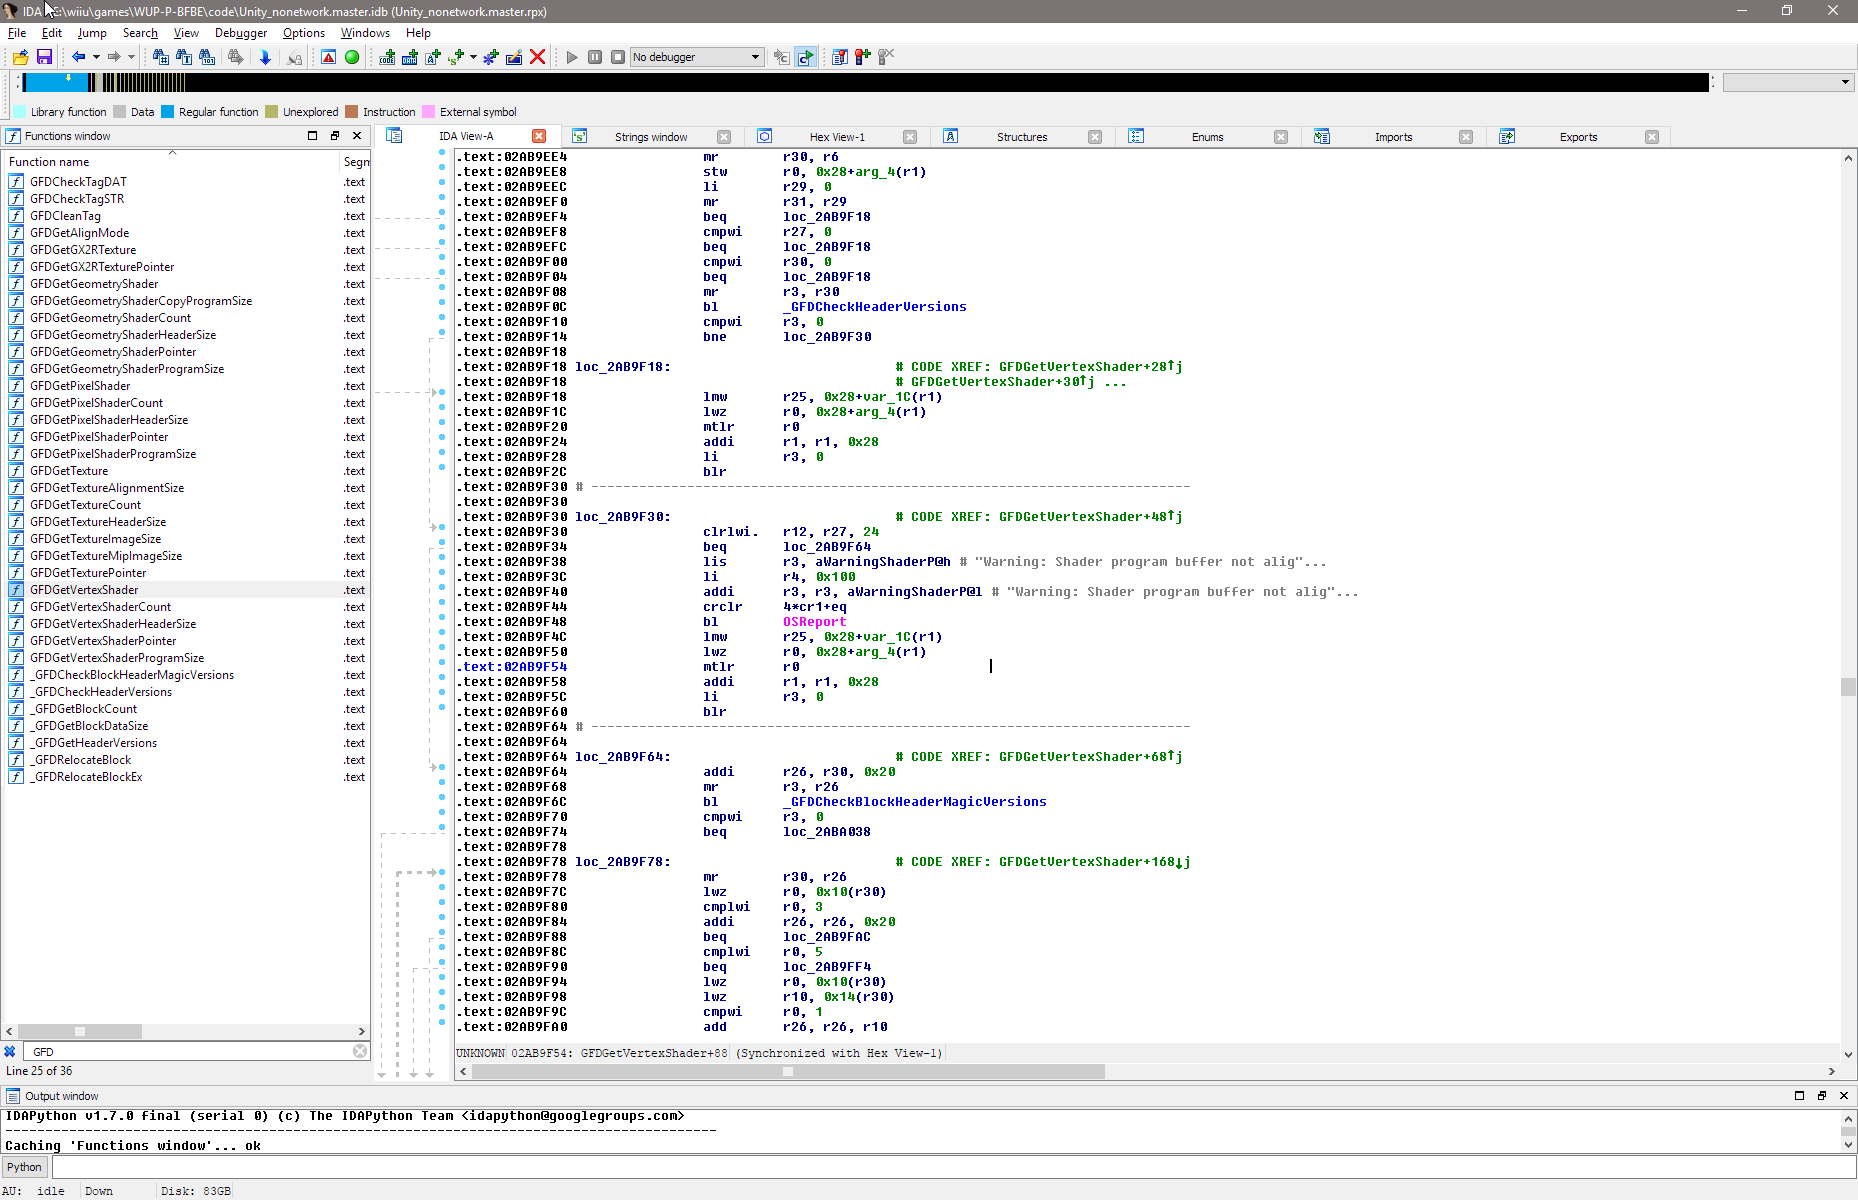 IDA E:\wiiu\games\WUP-P-BFBE\code\Unity_nonetwork.master.idb (Unity_nonetwork.master.rpx)
File Edit Jump Search View Debugger Options Windows Help
No debugger
Library function Data Regular function Unexplored Instruction External symbol
Functions window
IDA View-A Strings window Hex View-1 Structures Enums Imports Exports
Function name Segm
GFDCheckTagDAT .text
GFDCheckTagSTR .text
GFDCleanTag .text
GFDGetAlignMode .text
GFDGetGX2RTexture .text
GFDGetGX2RTexturePointer .text
GFDGetGeometryShader .text
GFDGetGeometryShaderCopyProgramSize .text
GFDGetGeometryShaderCount .text
GFDGetGeometryShaderHeaderSize .text
GFDGetGeometryShaderPointer .text
GFDGetGeometryShaderProgramSize .text
GFDGetPixelShader .text
GFDGetPixelShaderCount .text
GFDGetPixelShaderHeaderSize .text
GFDGetPixelShaderPointer .text
GFDGetPixelShaderProgramSize .text
GFDGetTexture .text
GFDGetTextureAlignmentSize .text
GFDGetTextureCount .text
GFDGetTextureHeaderSize .text
GFDGetTextureImageSize .text
GFDGetTextureMipImageSize .text
GFDGetTexturePointer .text
GFDGetVertexShader .text
GFDGetVertexShaderCount .text
GFDGetVertexShaderHeaderSize .text
GFDGetVertexShaderPointer .text
GFDGetVertexShaderProgramSize .text
_GFDCheckBlockHeaderMagicVersions .text
_GFDCheckHeaderVersions .text
_GFDGetBlockCount .text
_GFDGetBlockDataSize .text
_GFDGetHeaderVersions .text
_GFDRelocateBlock .text
_GFDRelocateBlockEx .text
GFD
Line 25 of 36
.text:02AB9EE4 mr r30, r6
.text:02AB9EE8 stw r0, 0x28+arg_4(r1)
.text:02AB9EEC li r29, 0
.text:02AB9EF0 mr r31, r29
.text:02AB9EF4 beq loc_2AB9F18
.text:02AB9EF8 cmpwi r27, 0
.text:02AB9EFC beq loc_2AB9F18
.text:02AB9F00 cmpwi r30, 0
.text:02AB9F04 beq loc_2AB9F18
.text:02AB9F08 mr r3, r30
.text:02AB9F0C bl _GFDCheckHeaderVersions
.text:02AB9F10 cmpwi r3, 0
.text:02AB9F14 bne loc_2AB9F30
.text:02AB9F18
.text:02AB9F18 loc_2AB9F18: # CODE XREF: GFDGetVertexShader+28↑j
.text:02AB9F18 # GFDGetVertexShader+30↑j ...
.text:02AB9F18 lmw r25, 0x28+var_1C(r1)
.text:02AB9F1C lwz r0, 0x28+arg_4(r1)
.text:02AB9F20 mtlr r0
.text:02AB9F24 addi r1, r1, 0x28
.text:02AB9F28 li r3, 0
.text:02AB9F2C blr
.text:02AB9F30 # ---------------------------------------------------------------------------
.text:02AB9F30
.text:02AB9F30 loc_2AB9F30: # CODE XREF: GFDGetVertexShader+48↑j
.text:02AB9F30 clrlwi. r12, r27, 24
.text:02AB9F34 beq loc_2AB9F64
.text:02AB9F38 lis r3, aWarningShaderP@h # "Warning: Shader program buffer not alig"...
.text:02AB9F3C li r4, 0x100
.text:02AB9F40 addi r3, r3, aWarningShaderP@l # "Warning: Shader program buffer not alig"...
.text:02AB9F44 crclr 4*cr1+eq
.text:02AB9F48 bl OSReport
.text:02AB9F4C lmw r25, 0x28+var_1C(r1)
.text:02AB9F50 lwz r0, 0x28+arg_4(r1)
.text:02AB9F54 mtlr r0
.text:02AB9F58 addi r1, r1, 0x28
.text:02AB9F5C li r3, 0
.text:02AB9F60 blr
.text:02AB9F64 # ---------------------------------------------------------------------------
.text:02AB9F64
.text:02AB9F64 loc_2AB9F64: # CODE XREF: GFDGetVertexShader+68↑j
.text:02AB9F64 addi r26, r30, 0x20
.text:02AB9F68 mr r3, r26
.text:02AB9F6C bl _GFDCheckBlockHeaderMagicVersions
.text:02AB9F70 cmpwi r3, 0
.text:02AB9F74 beq loc_2ABA038
.text:02AB9F78
.text:02AB9F78 loc_2AB9F78: # CODE XREF: GFDGetVertexShader+168↓j
.text:02AB9F78 mr r30, r26
.text:02AB9F7C lwz r0, 0x10(r30)
.text:02AB9F80 cmplwi r0, 3
.text:02AB9F84 addi r26, r26, 0x20
.text:02AB9F88 beq loc_2AB9FAC
.text:02AB9F8C cmplwi r0, 5
.text:02AB9F90 beq loc_2AB9FF4
.text:02AB9F94 lwz r0, 0x10(r30)
.text:02AB9F98 lwz r10, 0x14(r30)
.text:02AB9F9C cmpwi r0, 1
.text:02AB9FA0 add r26, r26, r10
UNKNOWN 02AB9F54: GFDGetVertexShader+88 (Synchronized with Hex View-1)
Output window
IDAPython v1.7.0 final (serial 0) (c) The IDAPython Team <idapython@googlegroups.com>
-----------------------------------------------------------------------------------------
Caching 'Functions window'... ok
Python
AU: idle Down Disk: 83GB